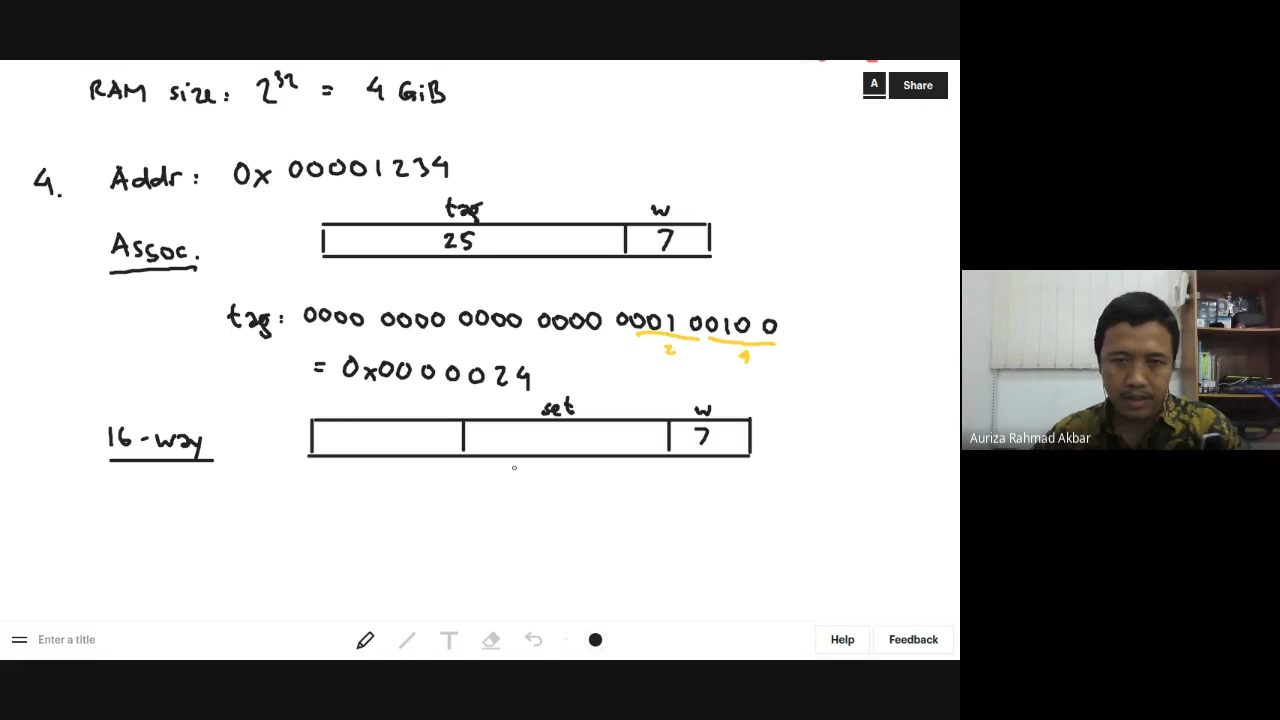 RAM size: 2^32 = 4 GiB
A Share
4. Addr: 0x 00001234
tag w
Assoc. 25 7
tag: 0000 0000 0000 0000 0001 0010 0
2 4
= 0x0000024
set w
16-way 7
Auriza Rahmad Akbar
Enter a title T Help Feedback